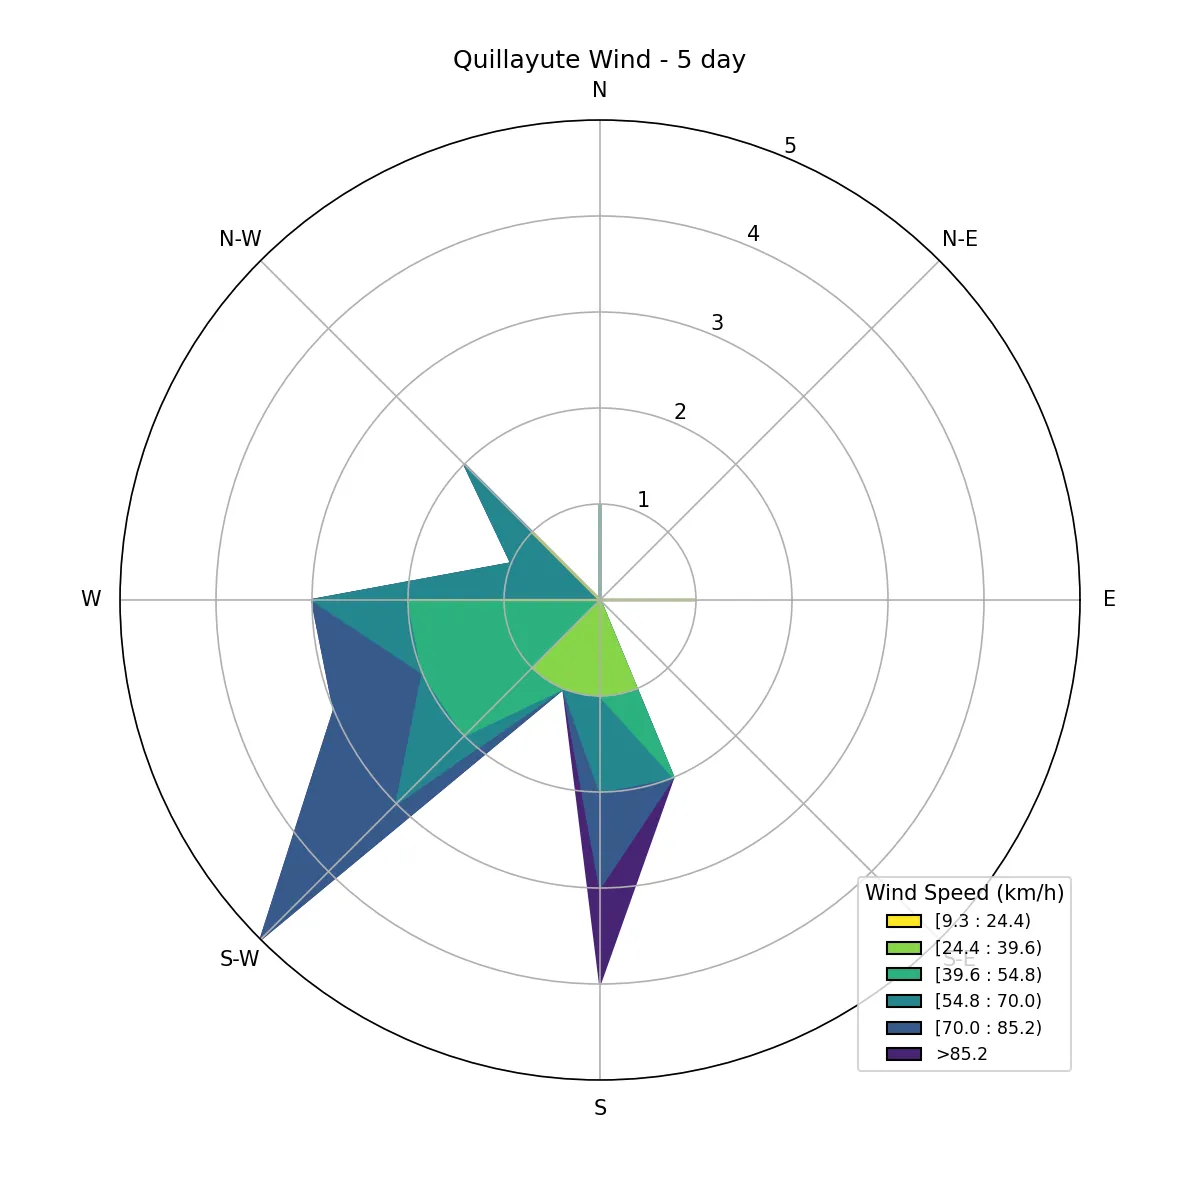 Quillayute Wind - 5 day
N
5
N-W
N-E
4
3
2
1
W
E
S-W
S-E
S
Wind Speed (km/h)
[9.3 : 24.4)
[24.4 : 39.6)
[39.6 : 54.8)
[54.8 : 70.0)
[70.0 : 85.2)
>85.2